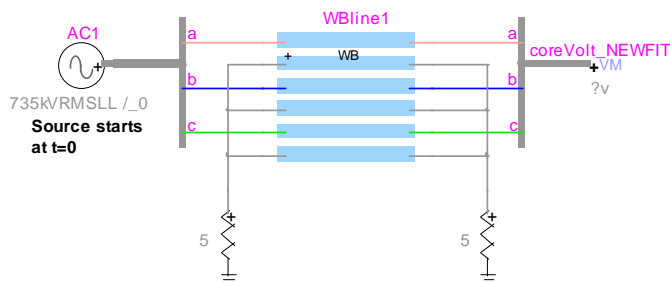 WBline1
AC1
a
a
coreVolt_NEWFIT
+
WB
+
+
VM
735kVRMSLL /_0
b
b
?v
Source starts
at t=0
c
c
+
+
5
5